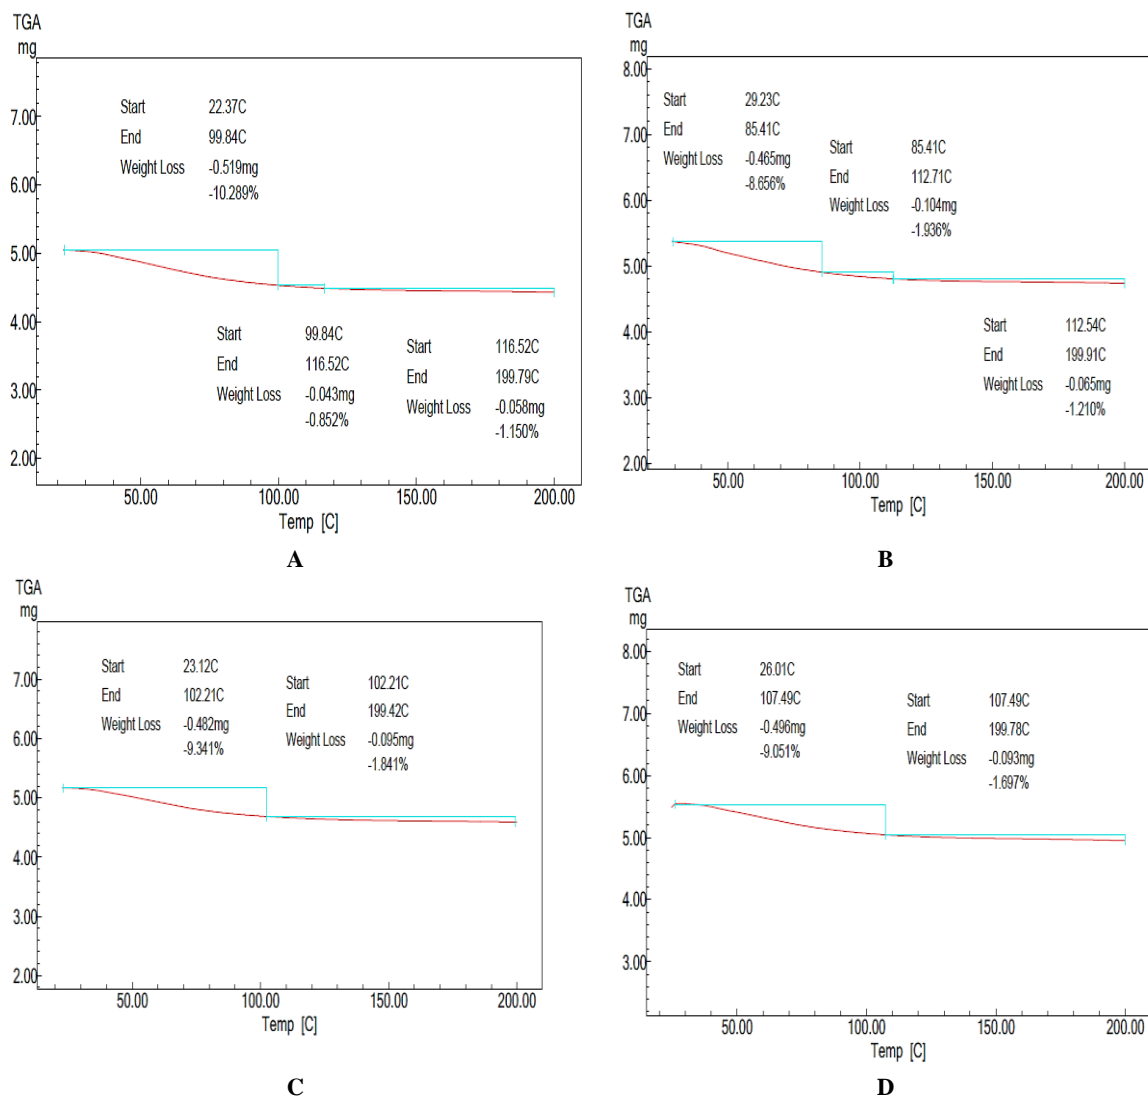 TGA
mg
7.00
6.00
5.00
4.00
3.00
2.00
Start 22.37C
End 99.84C
Weight Loss -0.519mg
-10.289%
Start 99.84C
End 116.52C
Weight Loss -0.043mg
-0.852%
Start 116.52C
End 199.79C
Weight Loss -0.058mg
-1.150%
50.00 100.00 150.00 200.00
Temp [C]
A
TGA
mg
8.00
7.00
6.00
5.00
4.00
3.00
2.00
Start 29.23C
End 85.41C
Weight Loss -0.465mg
-8.656%
Start 85.41C
End 112.71C
Weight Loss -0.104mg
-1.936%
Start 112.54C
End 199.91C
Weight Loss -0.065mg
-1.210%
50.00 100.00 150.00 200.00
Temp [C]
B
TGA
mg
7.00
6.00
5.00
4.00
3.00
2.00
Start 23.12C
End 102.21C
Weight Loss -0.482mg
-9.341%
Start 102.21C
End 199.42C
Weight Loss -0.095mg
-1.841%
50.00 100.00 150.00 200.00
Temp [C]
C
TGA
mg
8.00
7.00
6.00
5.00
4.00
3.00
Start 26.01C
End 107.49C
Weight Loss -0.496mg
-9.051%
Start 107.49C
End 199.78C
Weight Loss -0.093mg
-1.697%
50.00 100.00 150.00 200.00
Temp [C]
D